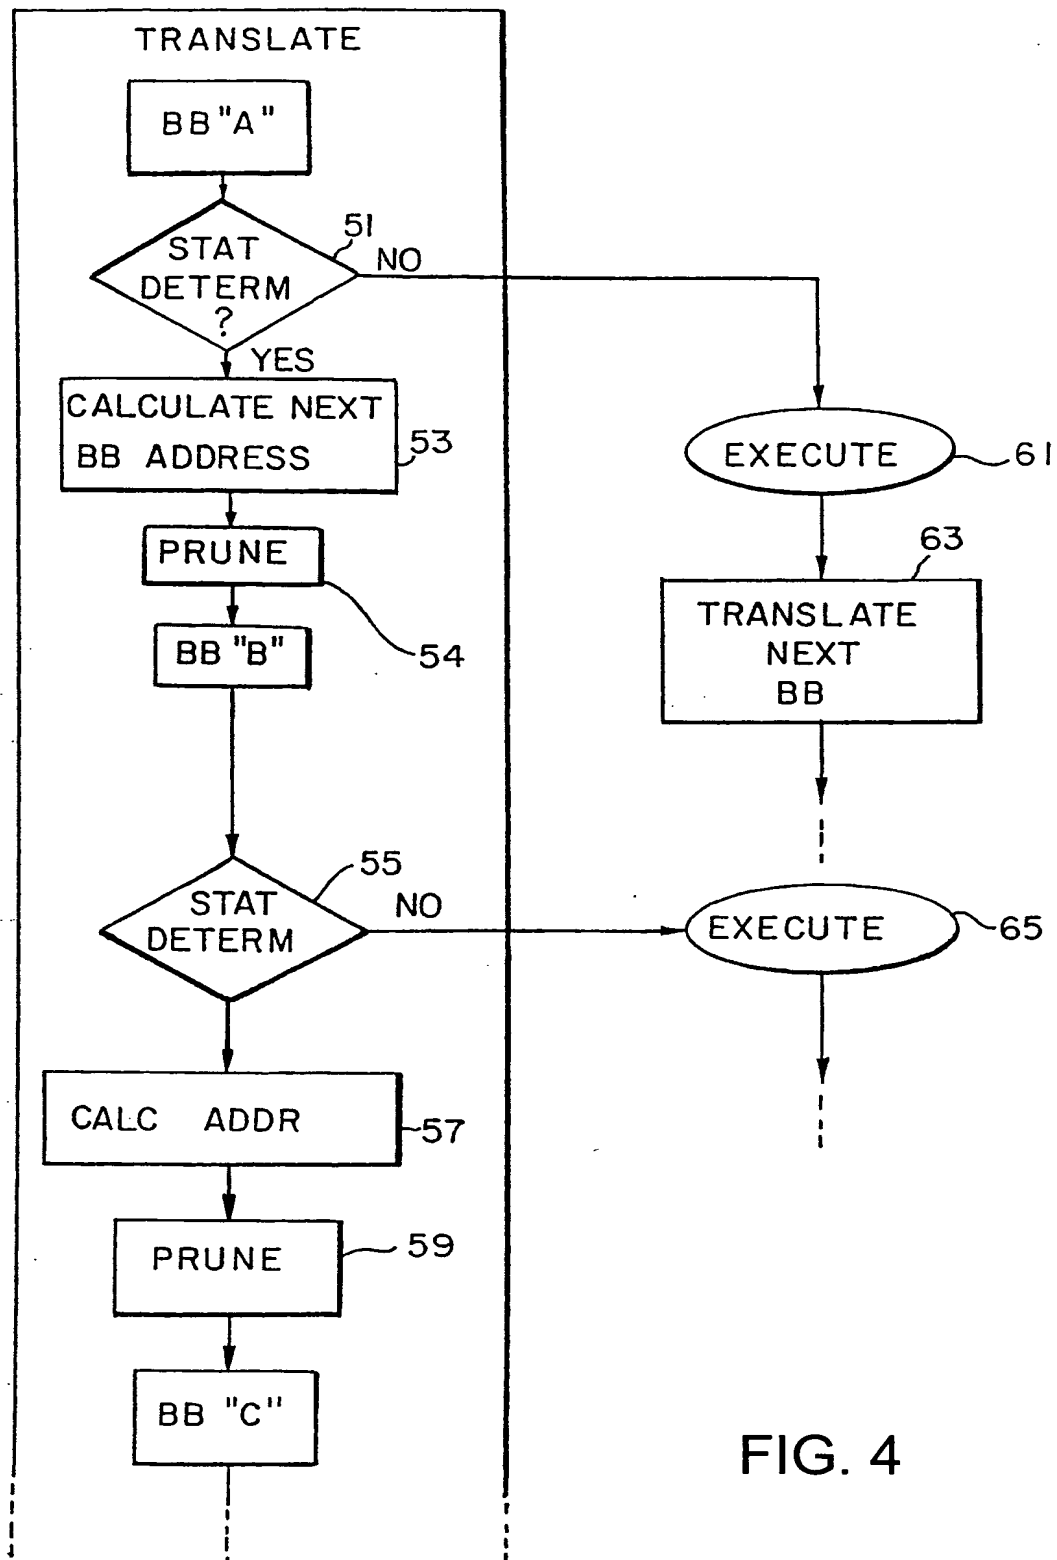 TRANSLATE
BB "A"
STAT
DETERM
?
51
NO
YES
CALCULATE NEXT
BB ADDRESS
53
PRUNE
54
BB "B"
STAT
DETERM
55
NO
CALC ADDR
57
PRUNE
59
BB "C"
EXECUTE
61
63
TRANSLATE
NEXT
BB
EXECUTE
65
FIG. 4